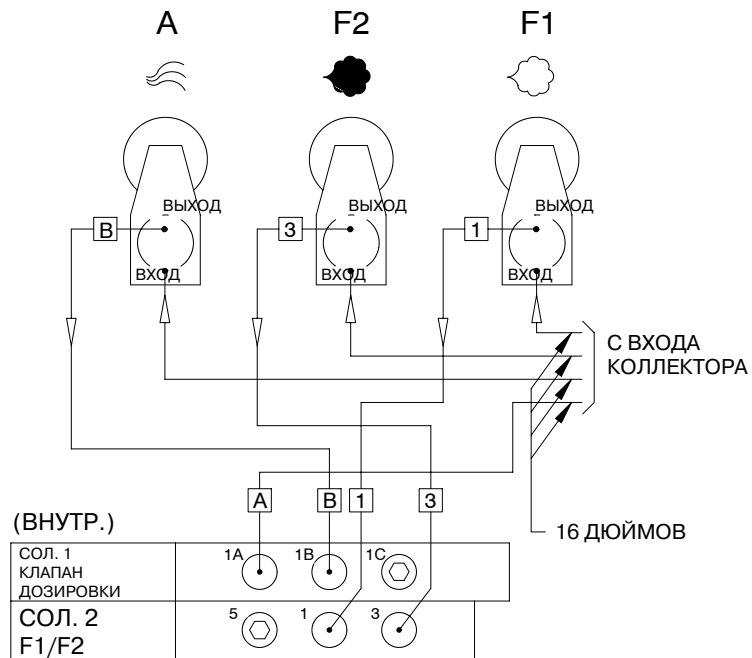 A F2 F1
ВЫХОД ВЫХОД ВЫХОД
B 3 1
ВХОД ВХОД ВХОД
С ВХОДА
КОЛЛЕКТОРА
A B 1 3
16 ДЮЙМОВ
(ВНУТР.)
СОЛ. 1
КЛАПАН
ДОЗИРОВКИ
1A 1B 1C
СОЛ. 2
F1/F2
5 1 3